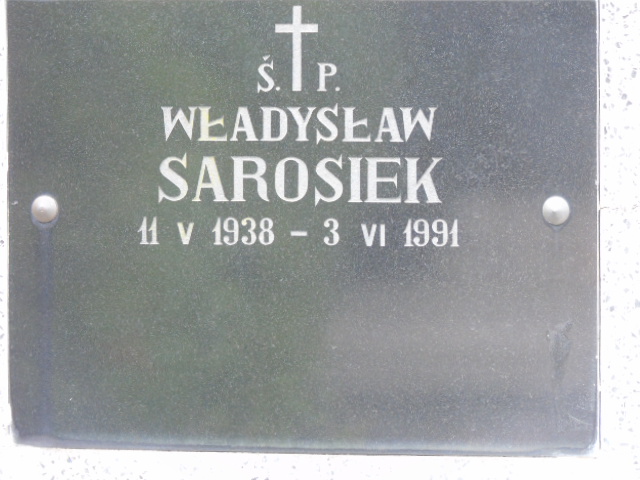 Ś. P.
WŁADYSŁAW
SAROSIEK
11 V 1938 - 3 VI 1991